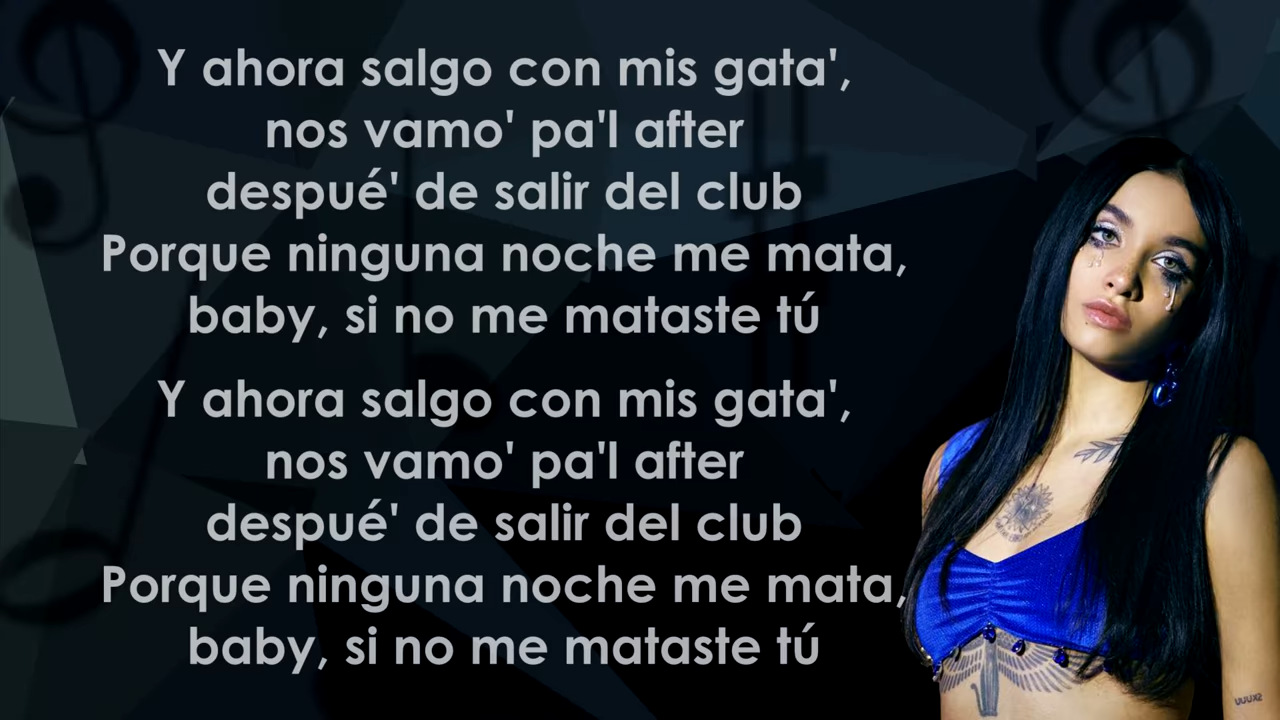 Y ahora salgo con mis gata',
nos vamo' pa'l after
despué' de salir del club
Porque ninguna noche me mata,
baby, si no me mataste tú
Y ahora salgo con mis gata',
nos vamo' pa'l after
despué' de salir del club
Porque ninguna noche me mata,
baby, si no me mataste tú